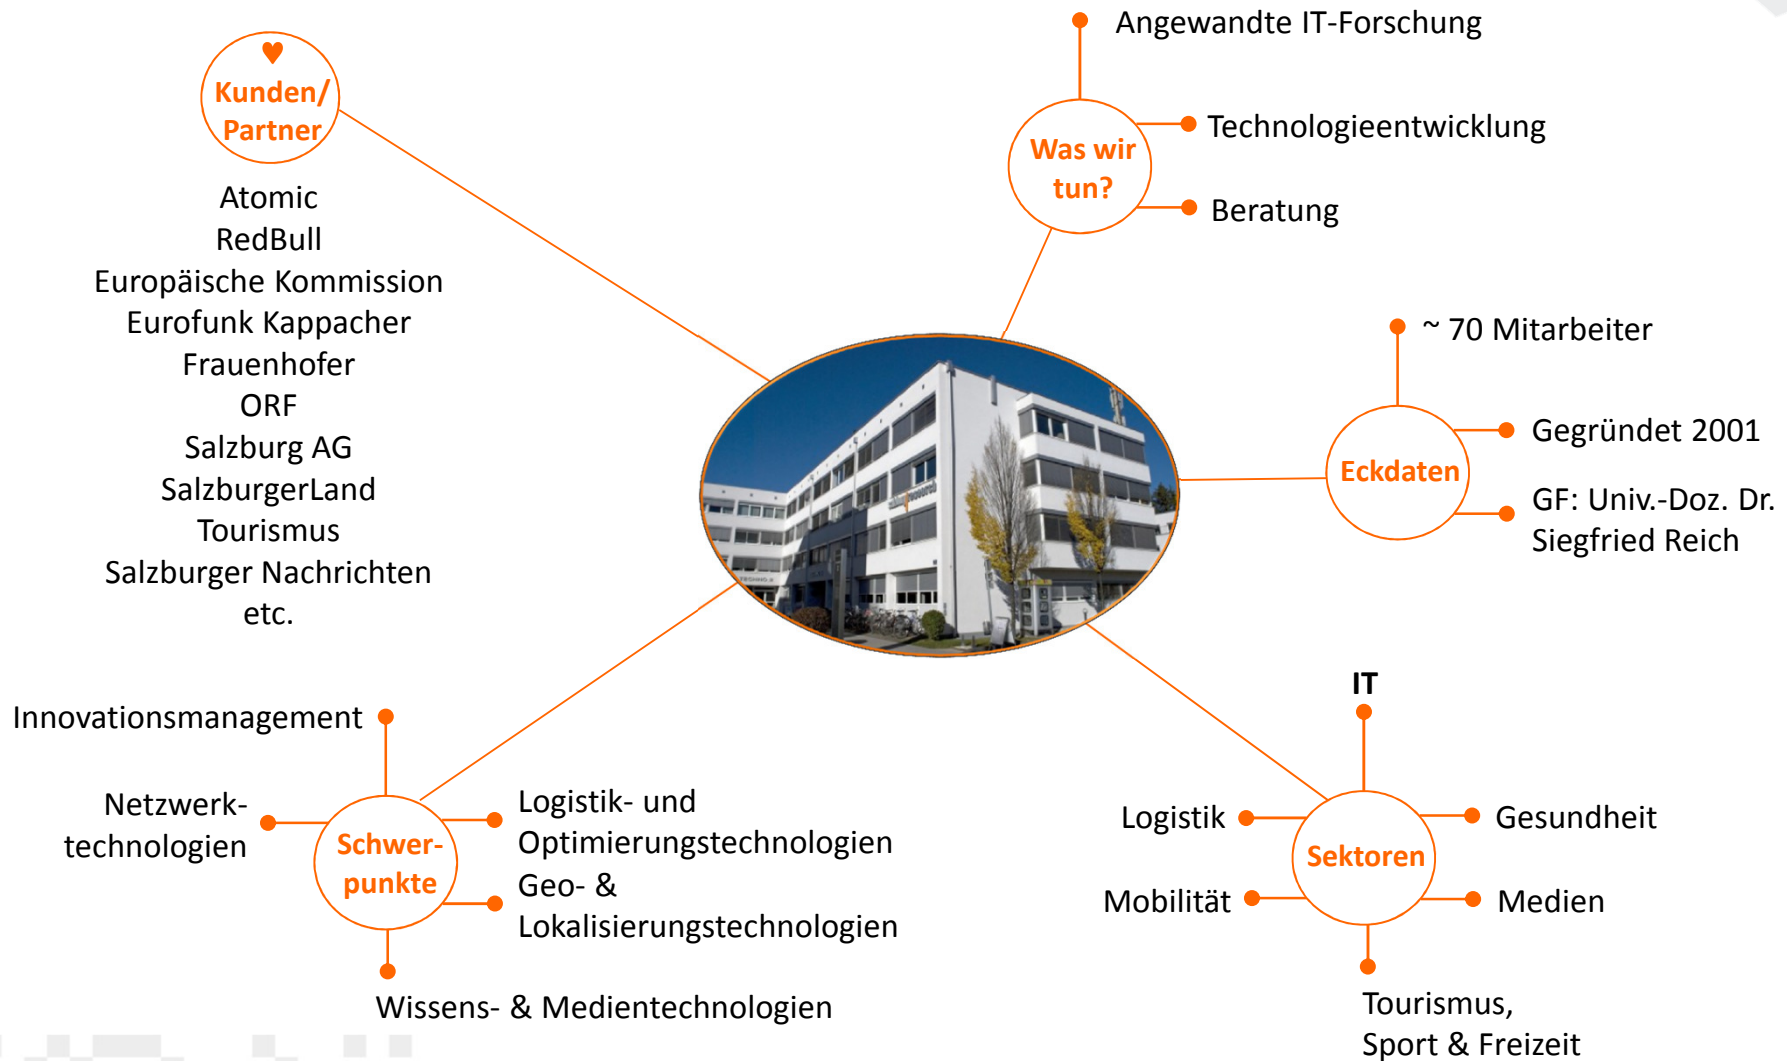 ♥
Kunden/
Partner
Atomic
RedBull
Europäische Kommission
Eurofunk Kappacher
Frauenhofer
ORF
Salzburg AG
SalzburgerLand
Tourismus
Salzburger Nachrichten
etc.
Angewandte IT-Forschung
Was wir
tun?
Technologieentwicklung
Beratung
~ 70 Mitarbeiter
Eckdaten
Gegründet 2001
GF: Univ.-Doz. Dr.
Siegfried Reich
Innovationsmanagement
Netzwerk-
technologien
Schwer-
punkte
Logistik- und
Optimierungstechnologien
Geo- &
Lokalisierungstechnologien
Wissens- & Medientechnologien
IT
Logistik
Gesundheit
Sektoren
Mobilität
Medien
Tourismus,
Sport & Freizeit